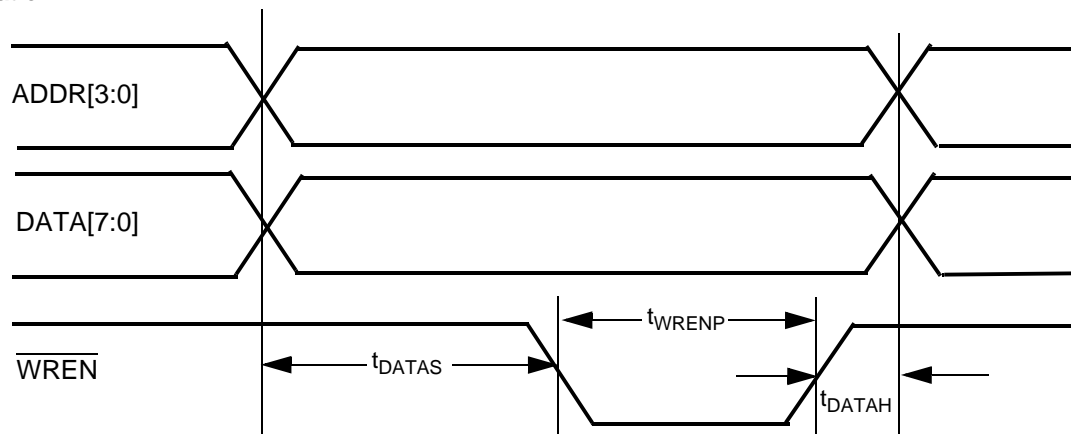 ADDR[3:0]
DATA[7:0]
tWRENP
WREN
tDATAS
tDATAH